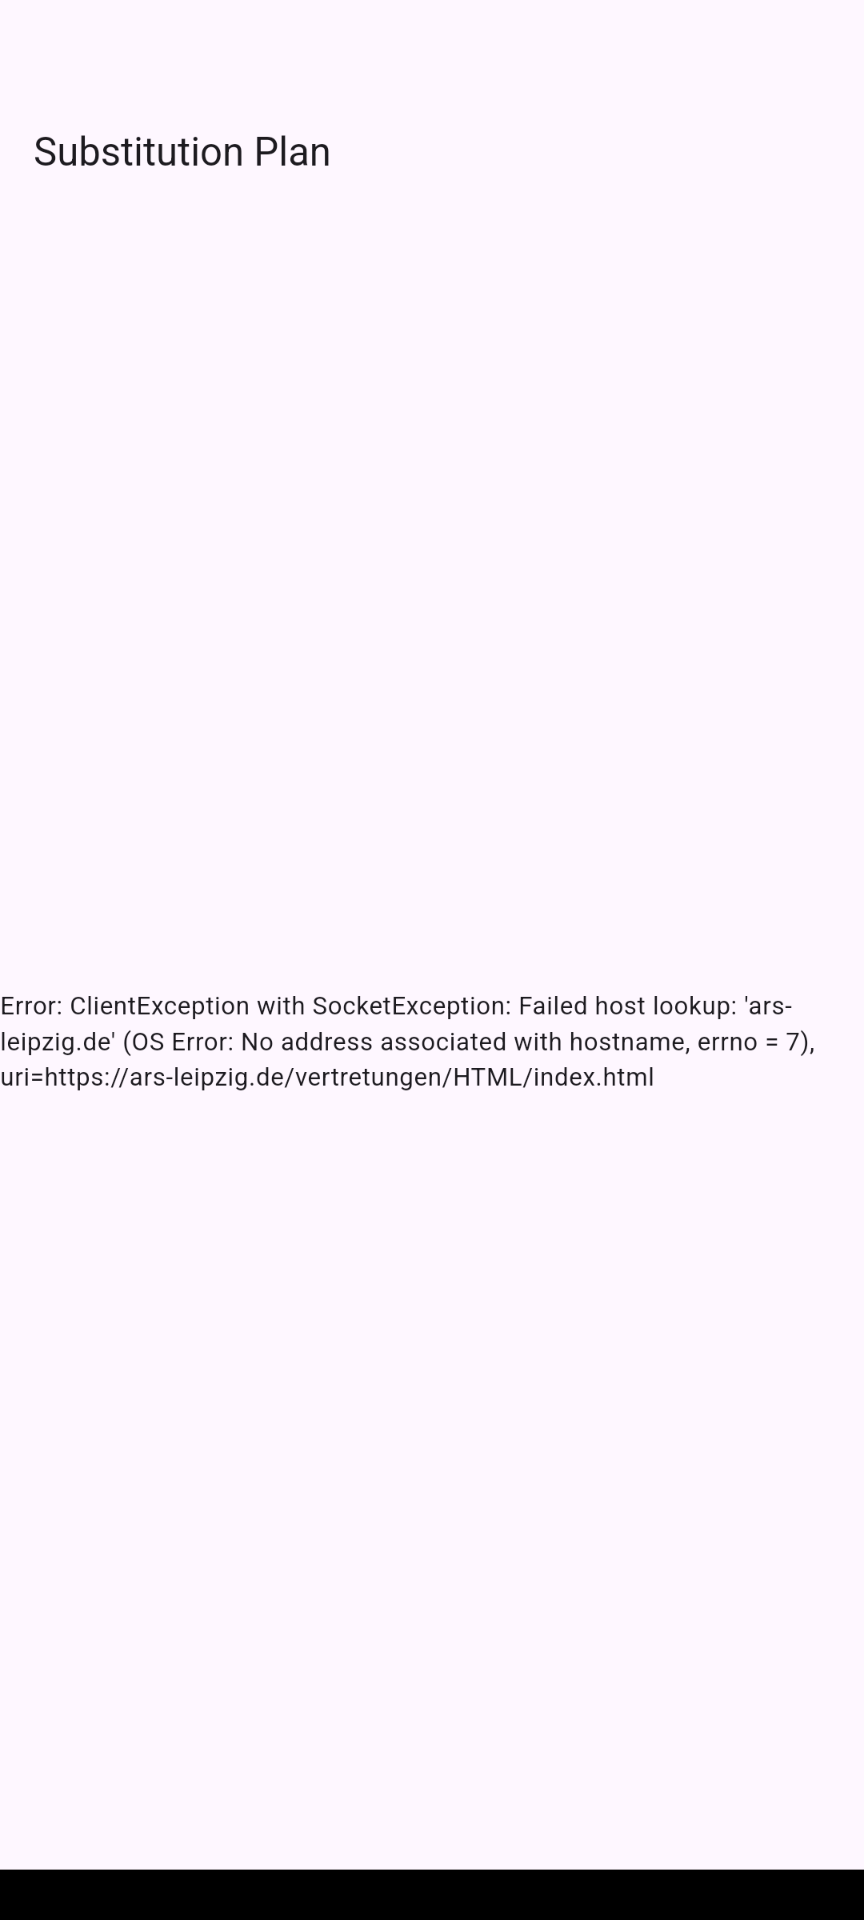 Substitution Plan
Error: ClientException with SocketException: Failed host lookup: 'ars-
leipzig.de' (OS Error: No address associated with hostname, errno = 7),
uri=https://ars-leipzig.de/vertretungen/HTML/index.html